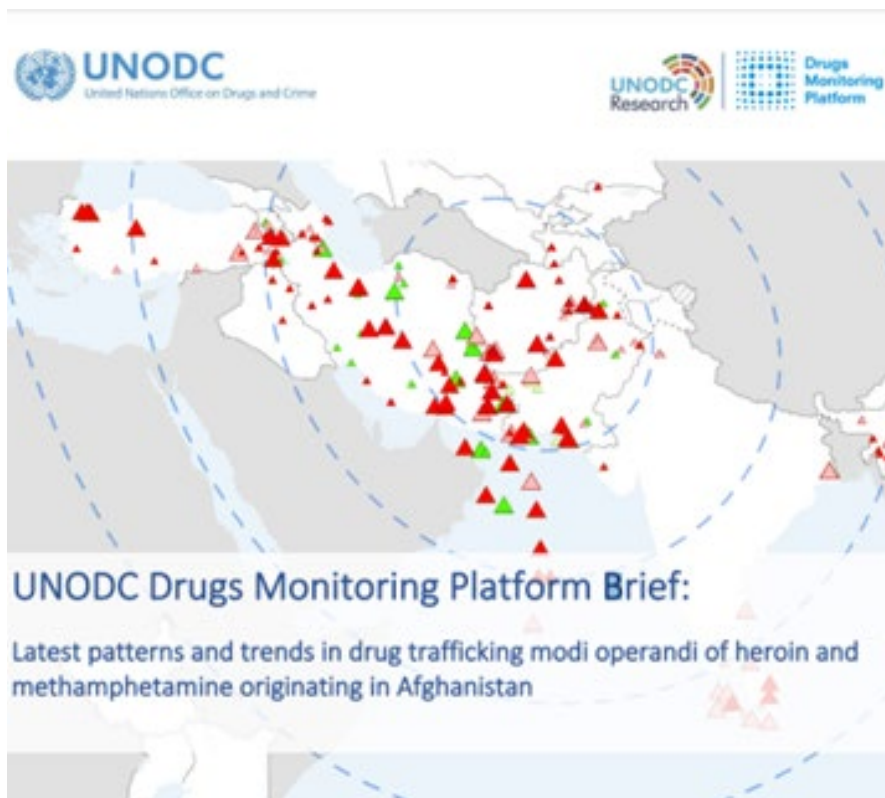 UNODC
United Nations Office on Drugs and Crime
UNODC
Research
Drugs
Monitoring
Platform
UNODC Drugs Monitoring Platform Brief:
Latest patterns and trends in drug trafficking modi operandi of heroin and
methamphetamine originating in Afghanistan